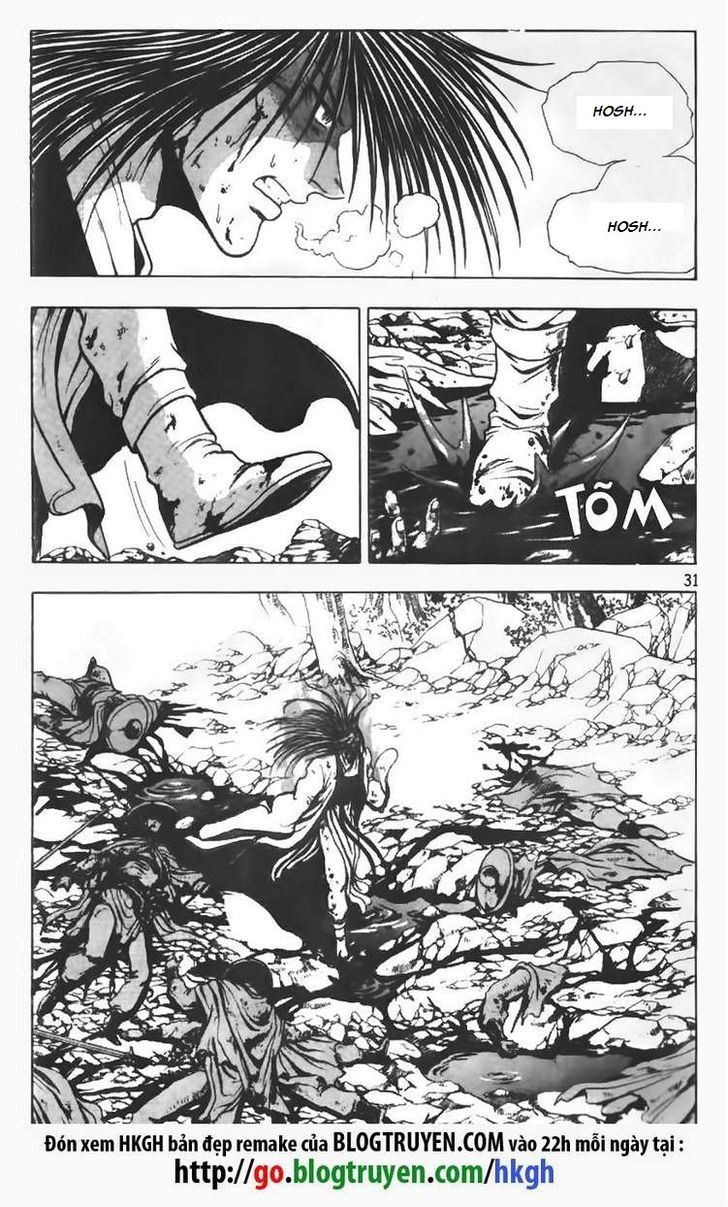 HOSH...
HOSH...
TÕM
31
Đón xem HKGH bản đẹp remake của BLOGTRUYEN.COM vào 22h mỗi ngày tại :
http://go.blogtruyen.com/hkgh